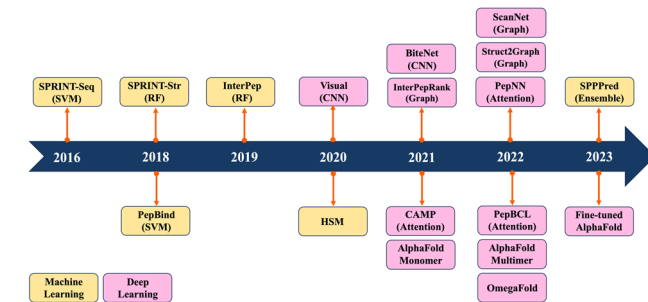 ScanNet
(Graph)
BiteNet
(CNN)
Struct2Graph
(Graph)
SPRINT-Seq
(SVM)
SPRINT-Str
(RF)
InterPep
(RF)
Visual
(CNN)
InterPepRank
(Graph)
PepNN
(Attention)
SPPPred
(Ensemble)
2016
2018
2019
2020
2021
2022
2023
PepBind
(SVM)
HSM
CAMP
(Attention)
PepBCL
(Attention)
Fine-tuned
AlphaFold
AlphaFold
Monomer
AlphaFold
Multimer
OmegaFold
Machine
Learning
Deep
Learning